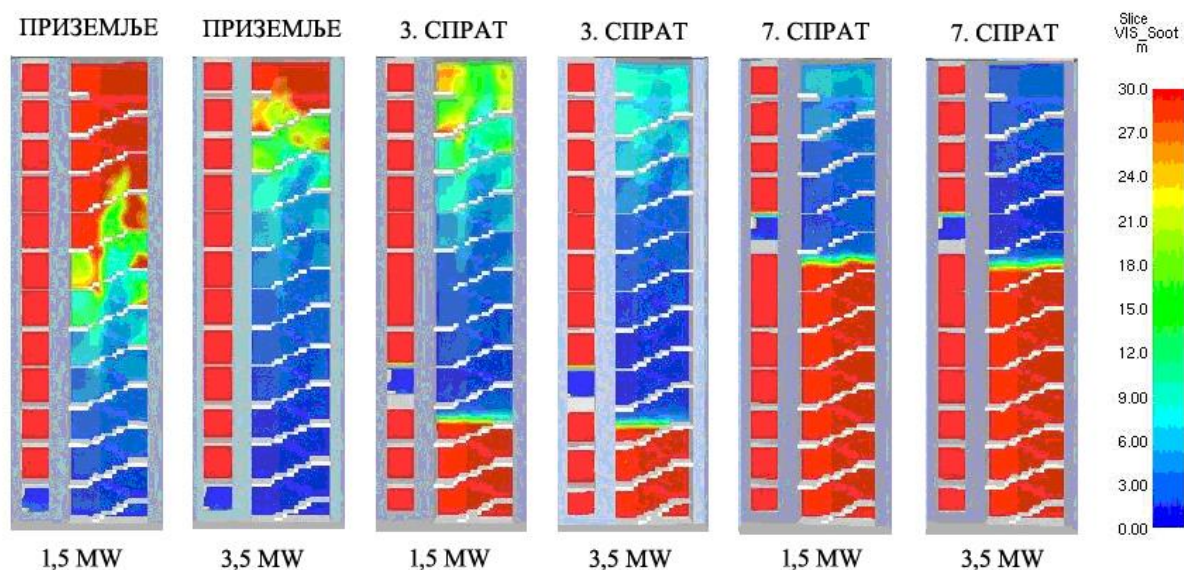 ПРИЗЕМЉЕ
ПРИЗЕМЉЕ
3. СПРАТ
3. СПРАТ
7. СПРАТ
7. СПРАТ
1,5 MW
3,5 MW
1,5 MW
3,5 MW
1,5 MW
3,5 MW
Slice
VIS_Soot
m
30.0
27.0
24.0
21.0
18.0
15.0
12.0
9.00
6.00
3.00
0.00